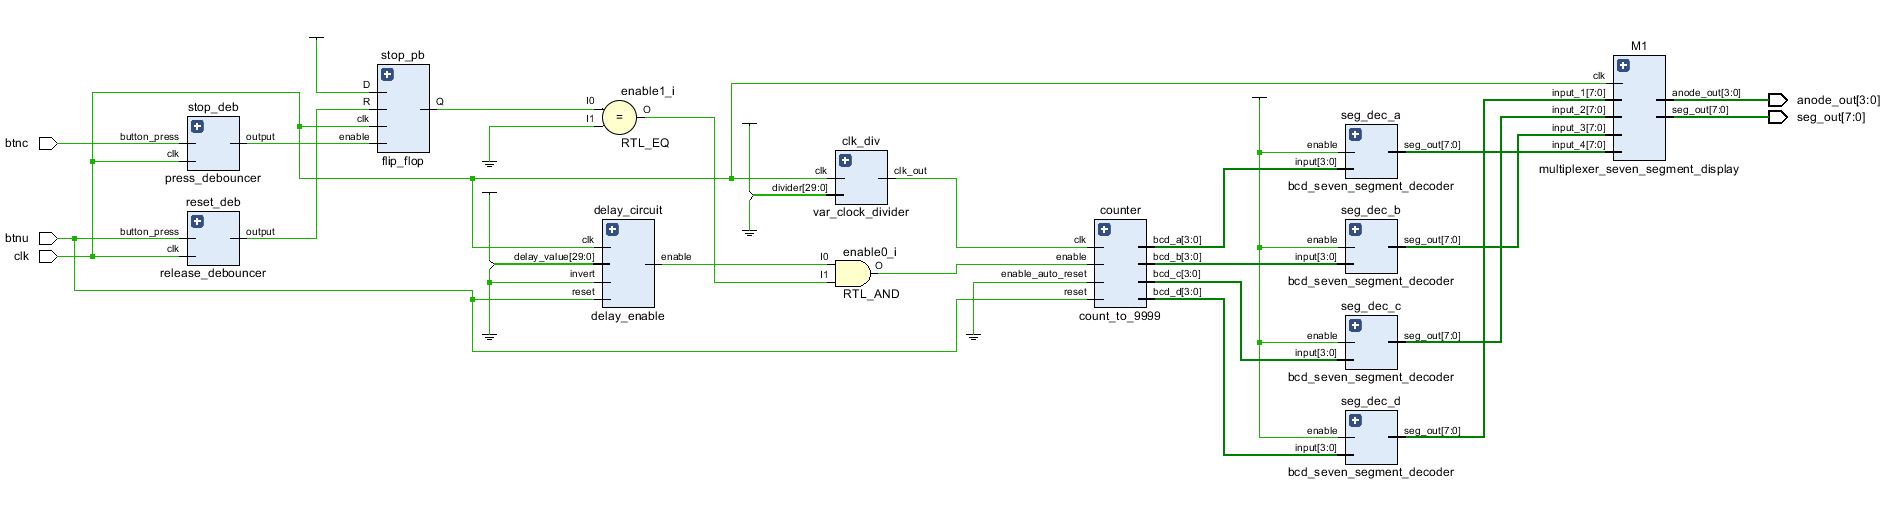 btnc
btnu
clk
stop_deb
button_press
clk
output
press_debouncer
reset_deb
button_press
clk
output
release_debouncer
stop_pb
D
R
clk
enable
Q
flip_flop
enable1_i
I0
I1
=
O
RTL_EQ
delay_circuit
clk
delay_value[29:0]
invert
reset
enable
delay_enable
clk_div
clk
divider[29:0]
clk_out
var_clock_divider
enable0_i
I0
I1
O
RTL_AND
counter
clk
enable
enable_auto_reset
reset
bcd_a[3:0]
bcd_b[3:0]
bcd_c[3:0]
bcd_d[3:0]
count_to_9999
seg_dec_a
enable
input[3:0]
seg_out[7:0]
bcd_seven_segment_decoder
seg_dec_b
enable
input[3:0]
seg_out[7:0]
bcd_seven_segment_decoder
seg_dec_c
enable
input[3:0]
seg_out[7:0]
bcd_seven_segment_decoder
seg_dec_d
enable
input[3:0]
seg_out[7:0]
bcd_seven_segment_decoder
M1
clk
input_1[7:0]
input_2[7:0]
input_3[7:0]
input_4[7:0]
anode_out[3:0]
seg_out[7:0]
multiplexer_seven_segment_display
anode_out[3:0]
seg_out[7:0]